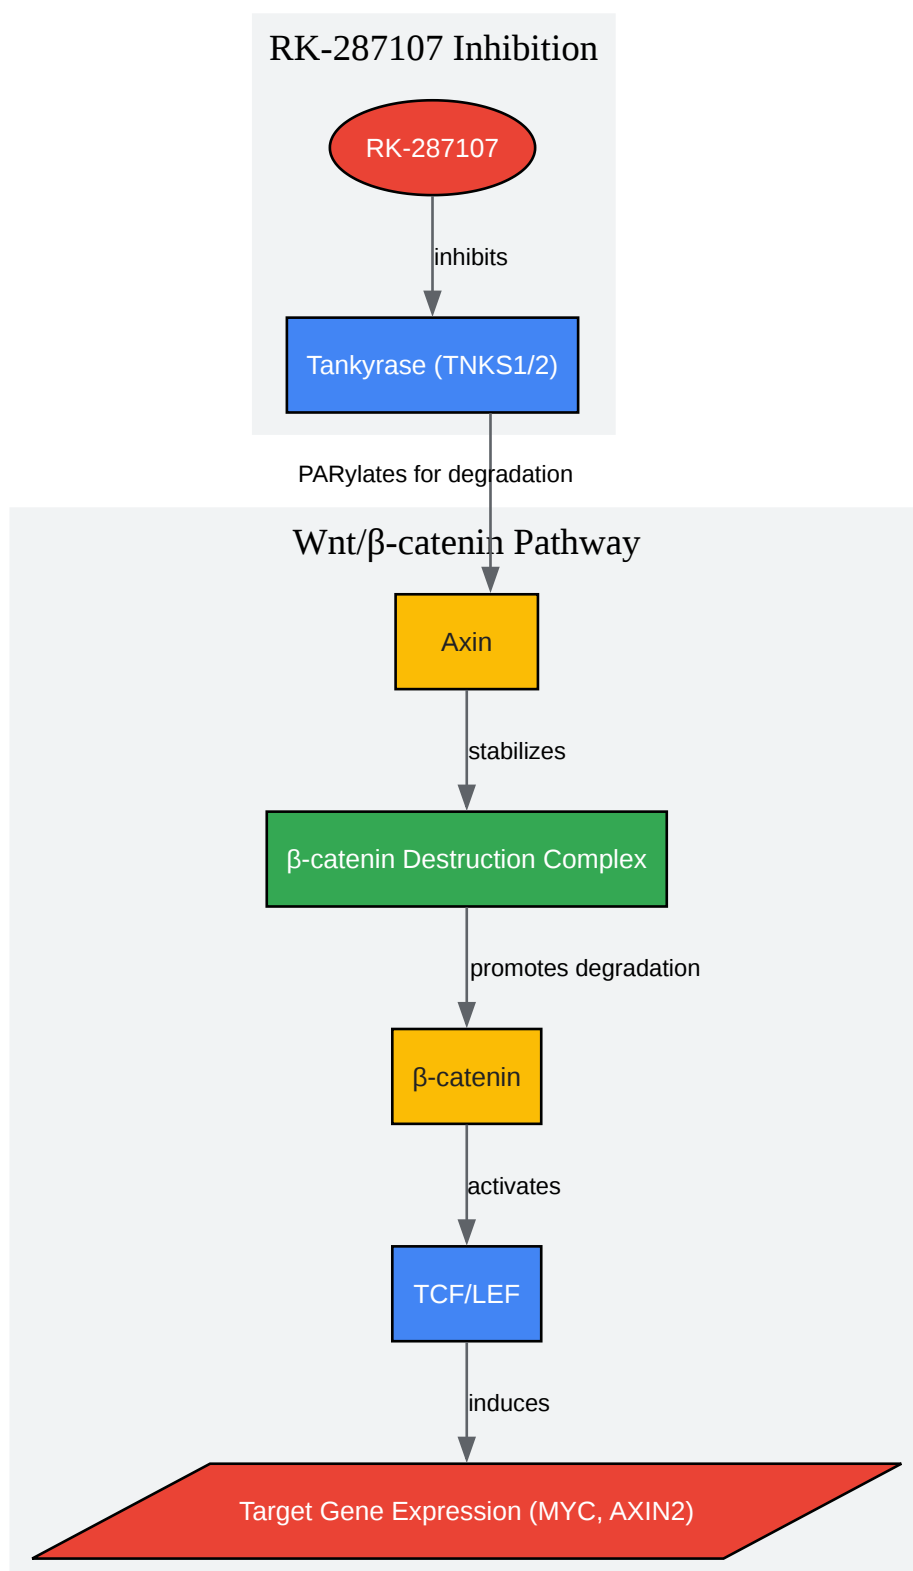 RK-287107 Inhibition
RK-287107
inhibits
Tankyrase (TNKS1/2)
PARylates for degradation
Wnt/β-catenin Pathway
Axin
stabilizes
β-catenin Destruction Complex
promotes degradation
β-catenin
activates
TCF/LEF
induces
Target Gene Expression (MYC, AXIN2)